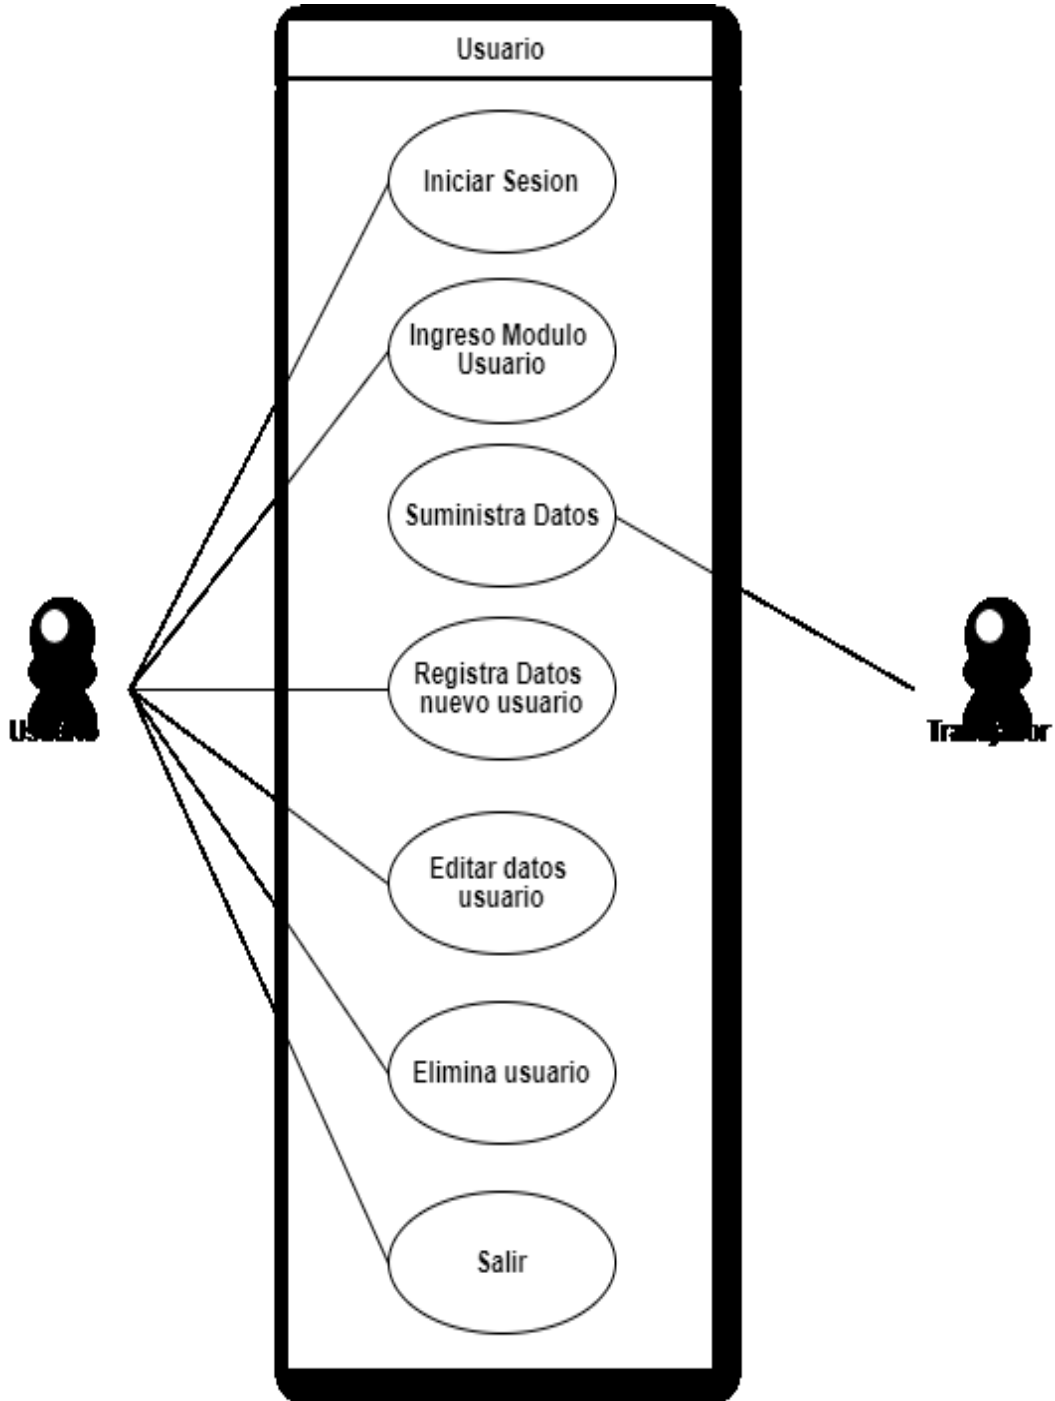 Usuario
Iniciar Sesion
Ingreso Modulo
Usuario
Suministra Datos
Registra Datos
nuevo usuario
Editar datos
usuario
Elimina usuario
Salir